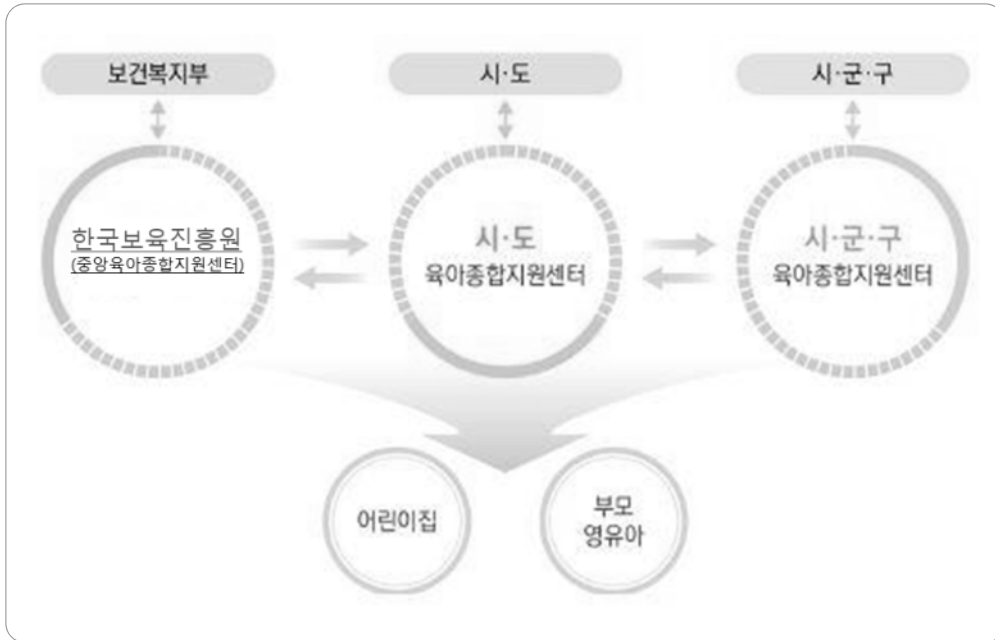 보건복지부
시·도
시·군·구
한국보육진흥원
(중앙육아종합지원센터)
시·도
육아종합지원센터
시·군·구
육아종합지원센터
어린이집
부모
영유아